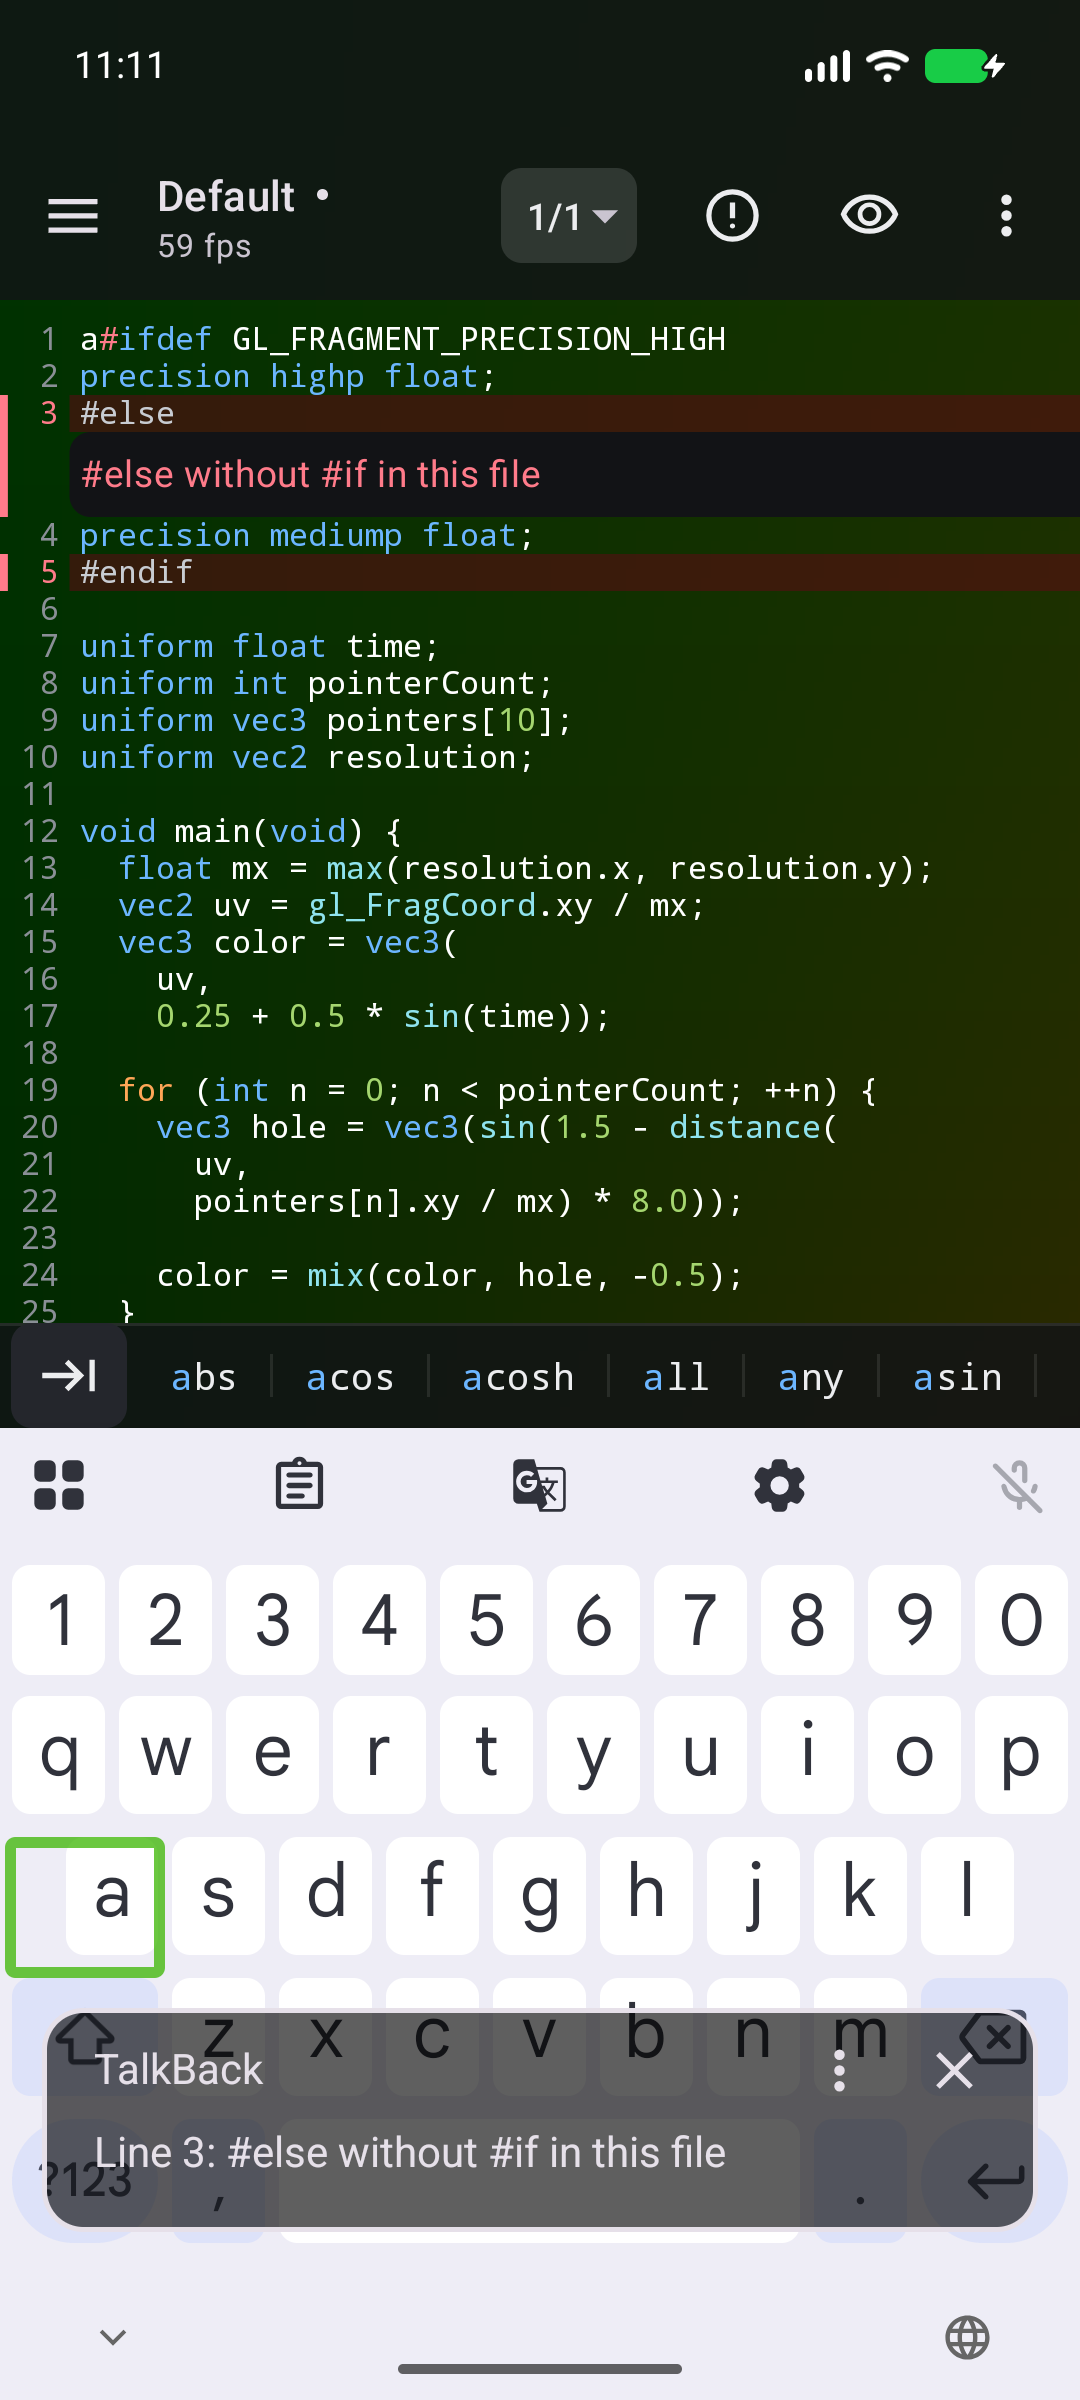 11:11
Default •
59 fps
1/1
1 a#ifdef GL_FRAGMENT_PRECISION_HIGH
2 precision highp float;
3 #else
#else without #if in this file
4 precision mediump float;
5 #endif
6
7 uniform float time;
8 uniform int pointerCount;
9 uniform vec3 pointers[10];
10 uniform vec2 resolution;
11
12 void main(void) {
13   float mx = max(resolution.x, resolution.y);
14   vec2 uv = gl_FragCoord.xy / mx;
15   vec3 color = vec3(
16     uv,
17     0.25 + 0.5 * sin(time));
18
19   for (int n = 0; n < pointerCount; ++n) {
20     vec3 hole = vec3(sin(1.5 - distance(
21       uv,
22       pointers[n].xy / mx) * 8.0));
23
24     color = mix(color, hole, -0.5);
25   }
abs acos acosh all any asin
1 2 3 4 5 6 7 8 9 0
q w e r t y u i o p
a s d f g h j k l
z x c v b n m
TalkBack
Line 3: #else without #if in this file
?123 , .